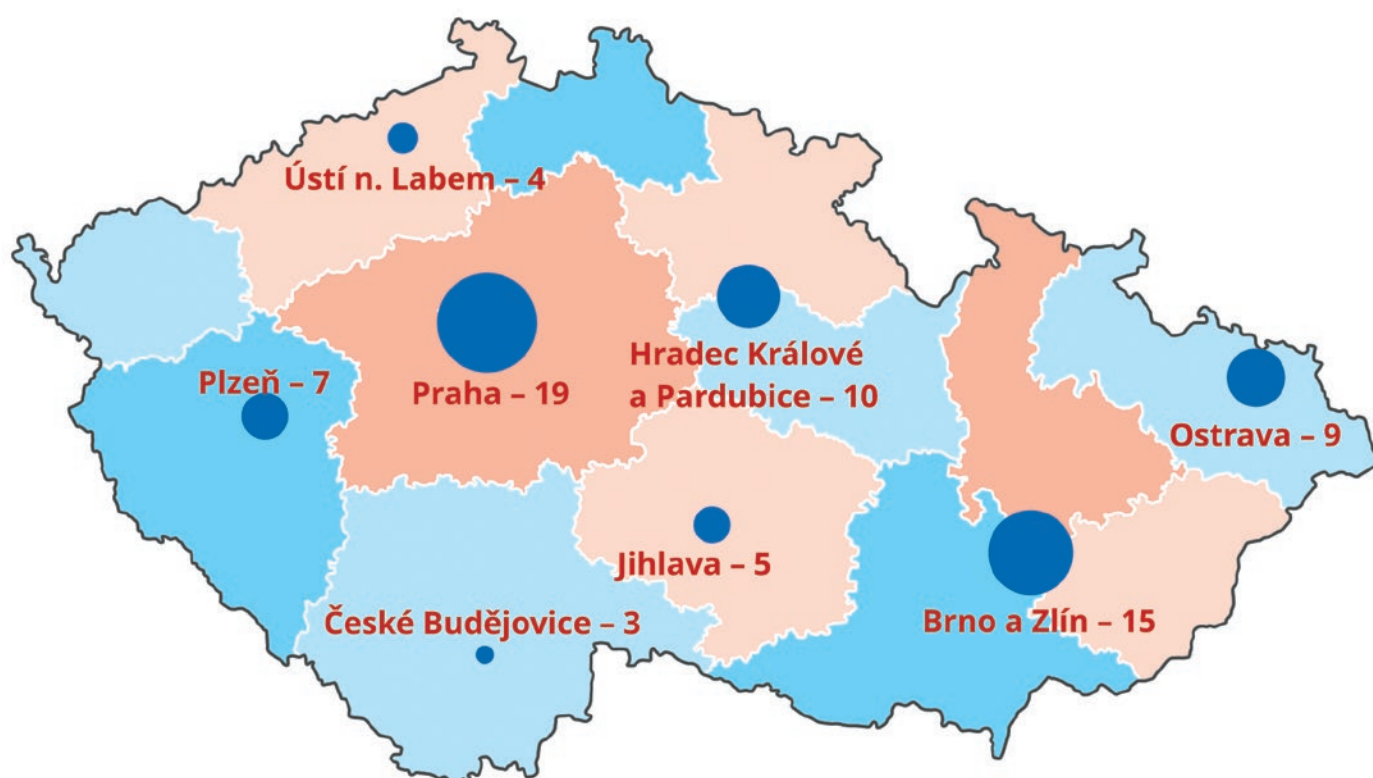 Ústí n. Labem – 4
Plzeň – 7
Praha – 19
Hradec Králové
a Pardubice – 10
Ostrava – 9
Jihlava – 5
České Budějovice – 3
Brno a Zlín – 15